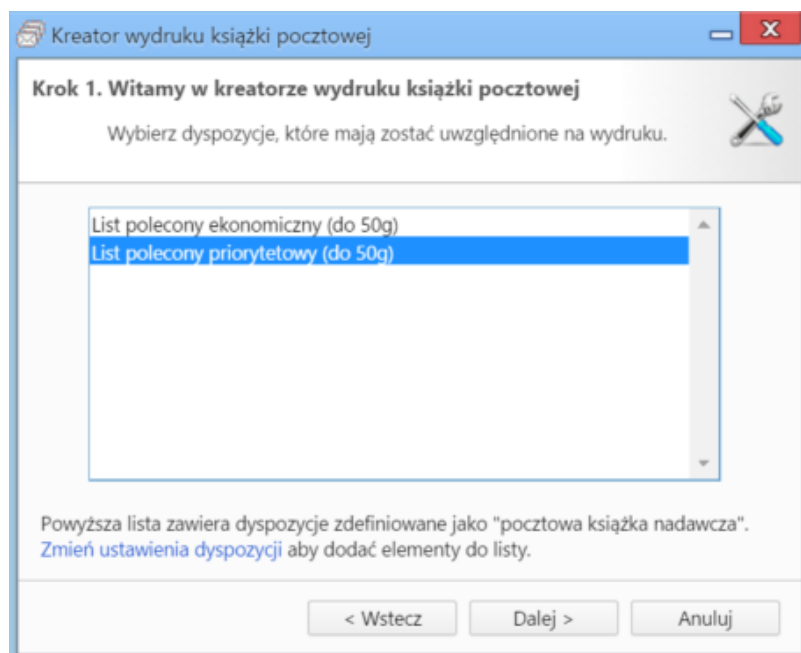 Kreator wydruku książki pocztowej
Krok 1. Witamy w kreatorze wydruku książki pocztowej
Wybierz dyspozycje, które mają zostać uwzględnione na wydruku.
List polecony ekonomiczny (do 50g)
List polecony priorytetowy (do 50g)
Powyższa lista zawiera dyspozycje zdefiniowane jako "pocztowa książka nadawcza".
Zmień ustawienia dyspozycji aby dodać elementy do listy.
< Wstecz Dalej > Anuluj